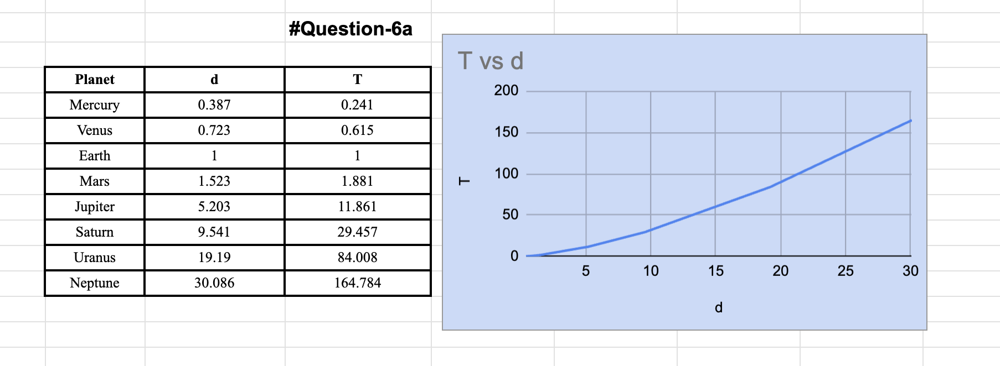 #Question-6a
Planet d T
Mercury 0.387 0.241
Venus 0.723 0.615
Earth 1 1
Mars 1.523 1.881
Jupiter 5.203 11.861
Saturn 9.541 29.457
Uranus 19.19 84.008
Neptune 30.086 164.784
T vs d
200
150
100
50
0
T
5 10 15 20 25 30
d